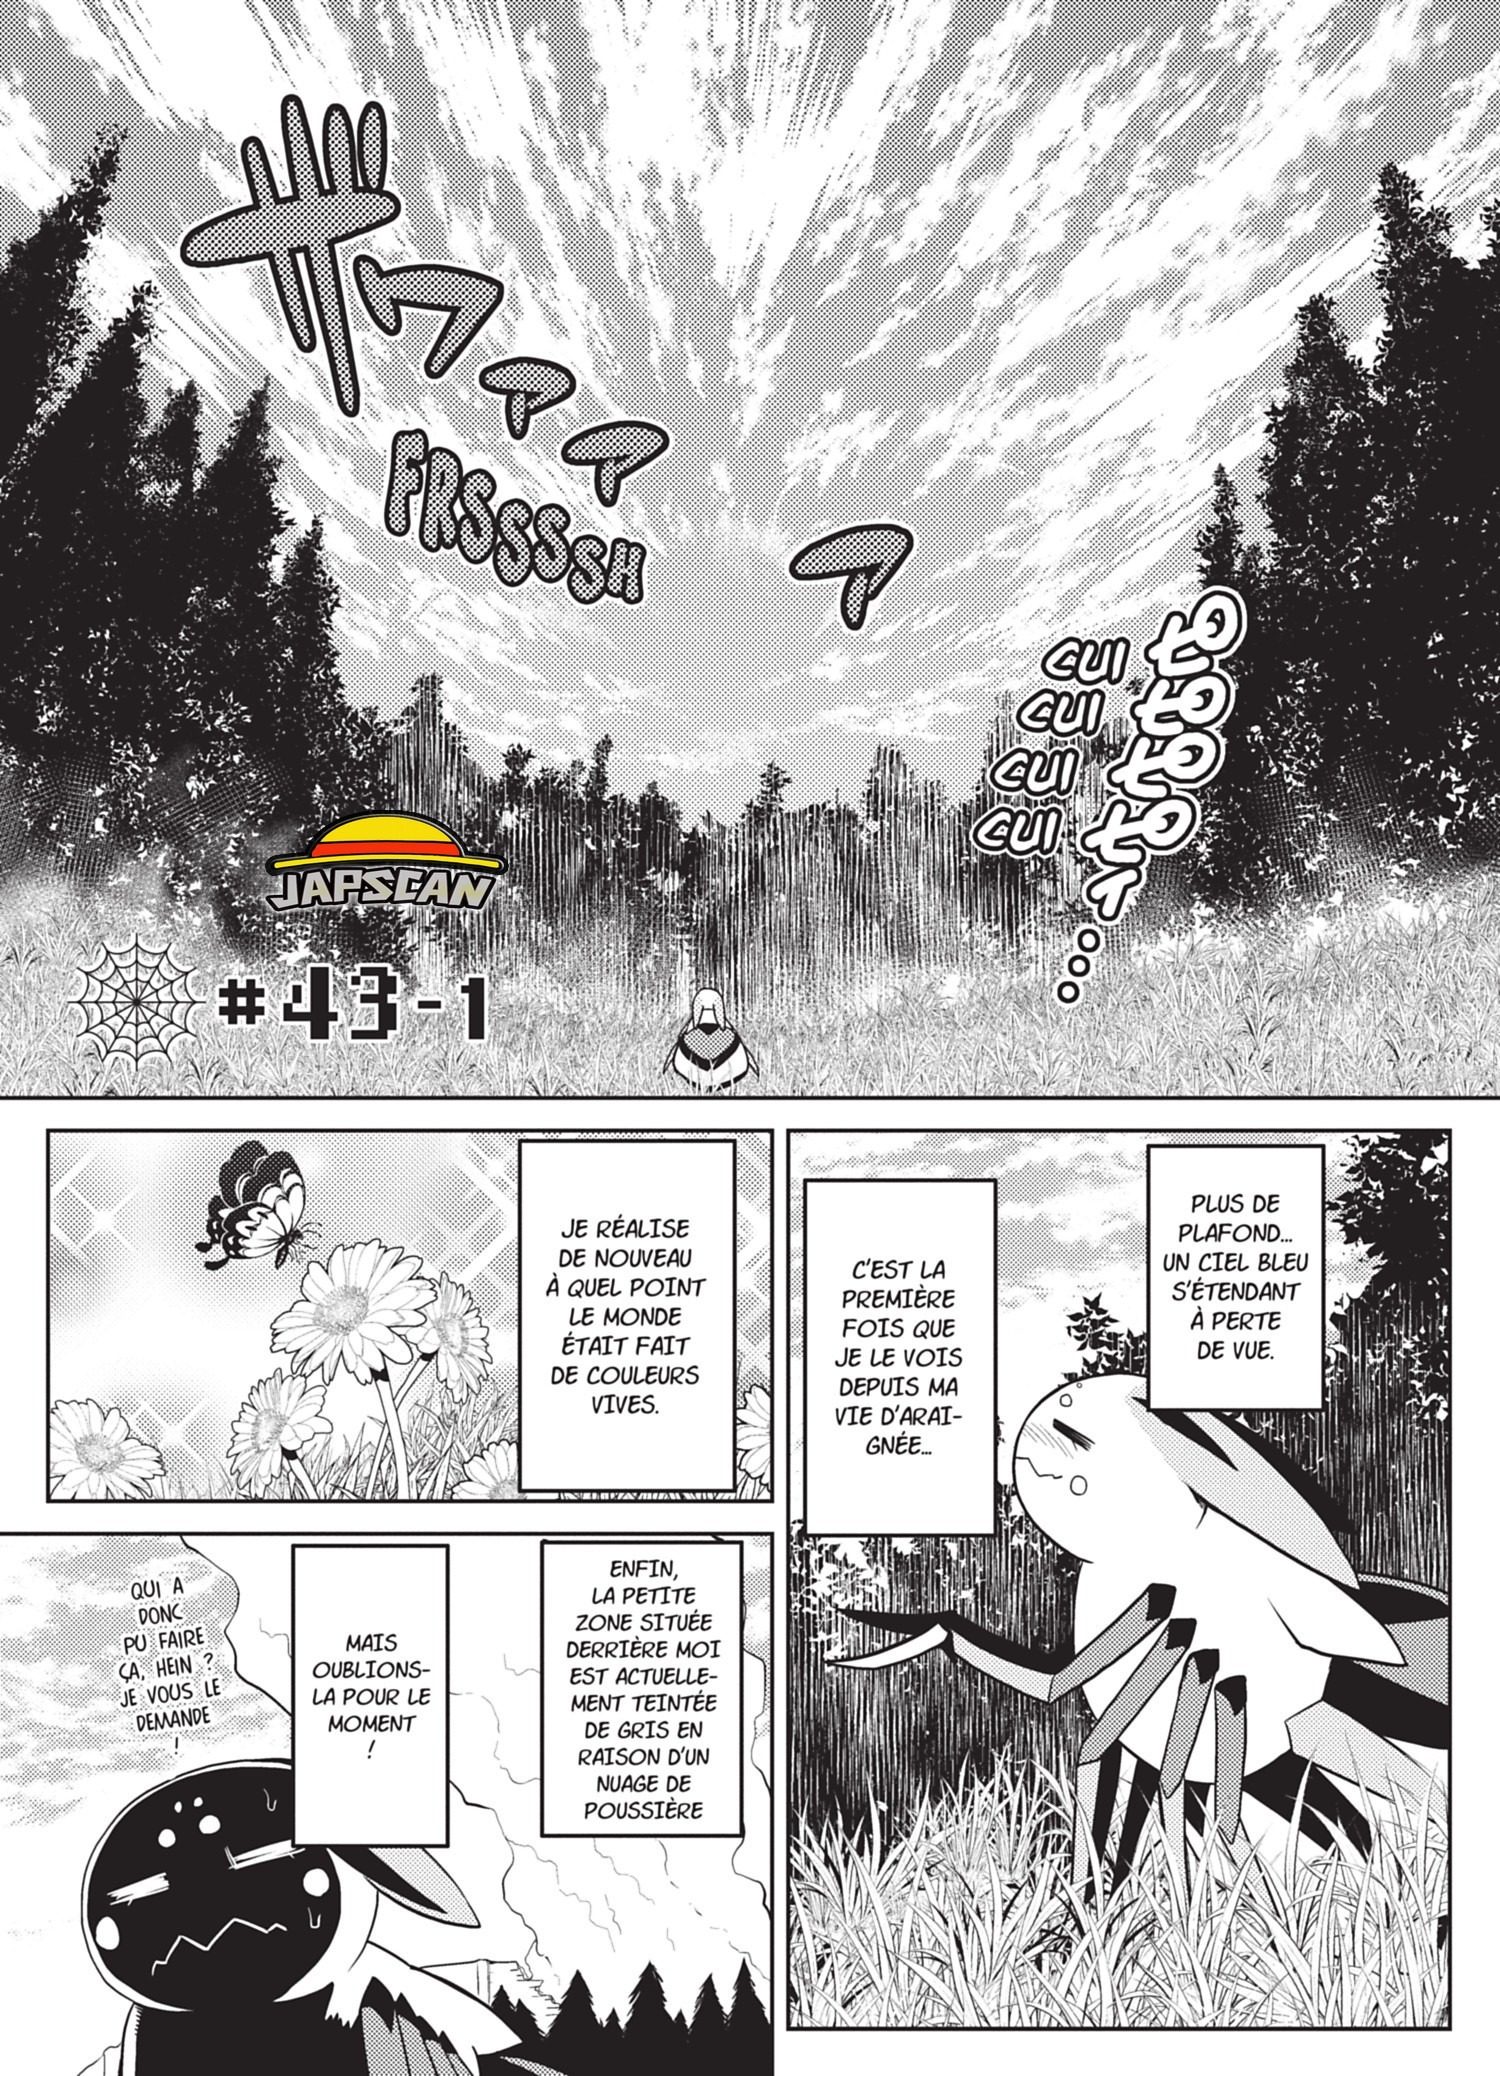 ザワァァ
FRSSSSSH
ァ
CUI
CUI
CUI
CUI
ピピピピィ...
JAPSCAN
#43-1
PLUS DE
PLAFOND...
UN CIEL BLEU
S'ÉTENDANT
À PERTE
DE VUE.
C'EST LA
PREMIÈRE
FOIS QUE
JE LE VOIS
DEPUIS MA
VIE D'ARAI-
GNÉE...
JE RÉALISE
DE NOUVEAU
À QUEL POINT
LE MONDE
ÉTAIT FAIT
DE COULEURS
VIVES.
ENFIN,
LA PETITE
ZONE SITUÉE
DERRIÈRE MOI
EST ACTUELLE-
MENT TEINTÉE
DE GRIS EN
RAISON D'UN
NUAGE DE
POUSSIÈRE
MAIS
OUBLIONS-
LA POUR LE
MOMENT
!
QUI A
DONC
PU FAIRE
ÇA, HEIN ?
JE VOUS LE
DEMANDE
!